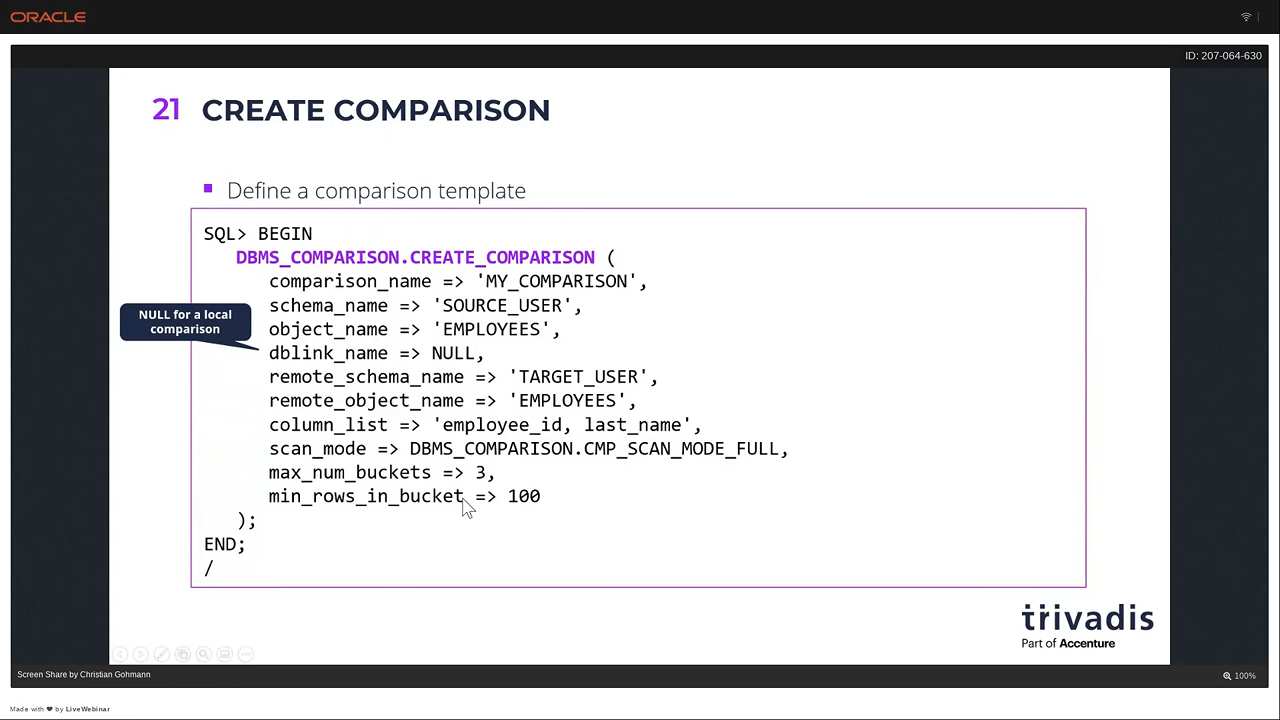 ORACLE
ID: 207-064-630
21 CREATE COMPARISON
Define a comparison template
SQL> BEGIN
DBMS_COMPARISON.CREATE_COMPARISON (
comparison_name => 'MY_COMPARISON',
schema_name => 'SOURCE_USER',
object_name => 'EMPLOYEES',
NULL for a local
comparison
dblink_name => NULL,
remote_schema_name => 'TARGET_USER',
remote_object_name => 'EMPLOYEES',
column_list => 'employee_id, last_name',
scan_mode => DBMS_COMPARISON.CMP_SCAN_MODE_FULL,
max_num_buckets => 3,
min_rows_in_bucket => 100
);
END;
/
trivadis
Part of Accenture
Screen Share by Christian Gohmann
100%
Made with ❤ by LiveWebinar